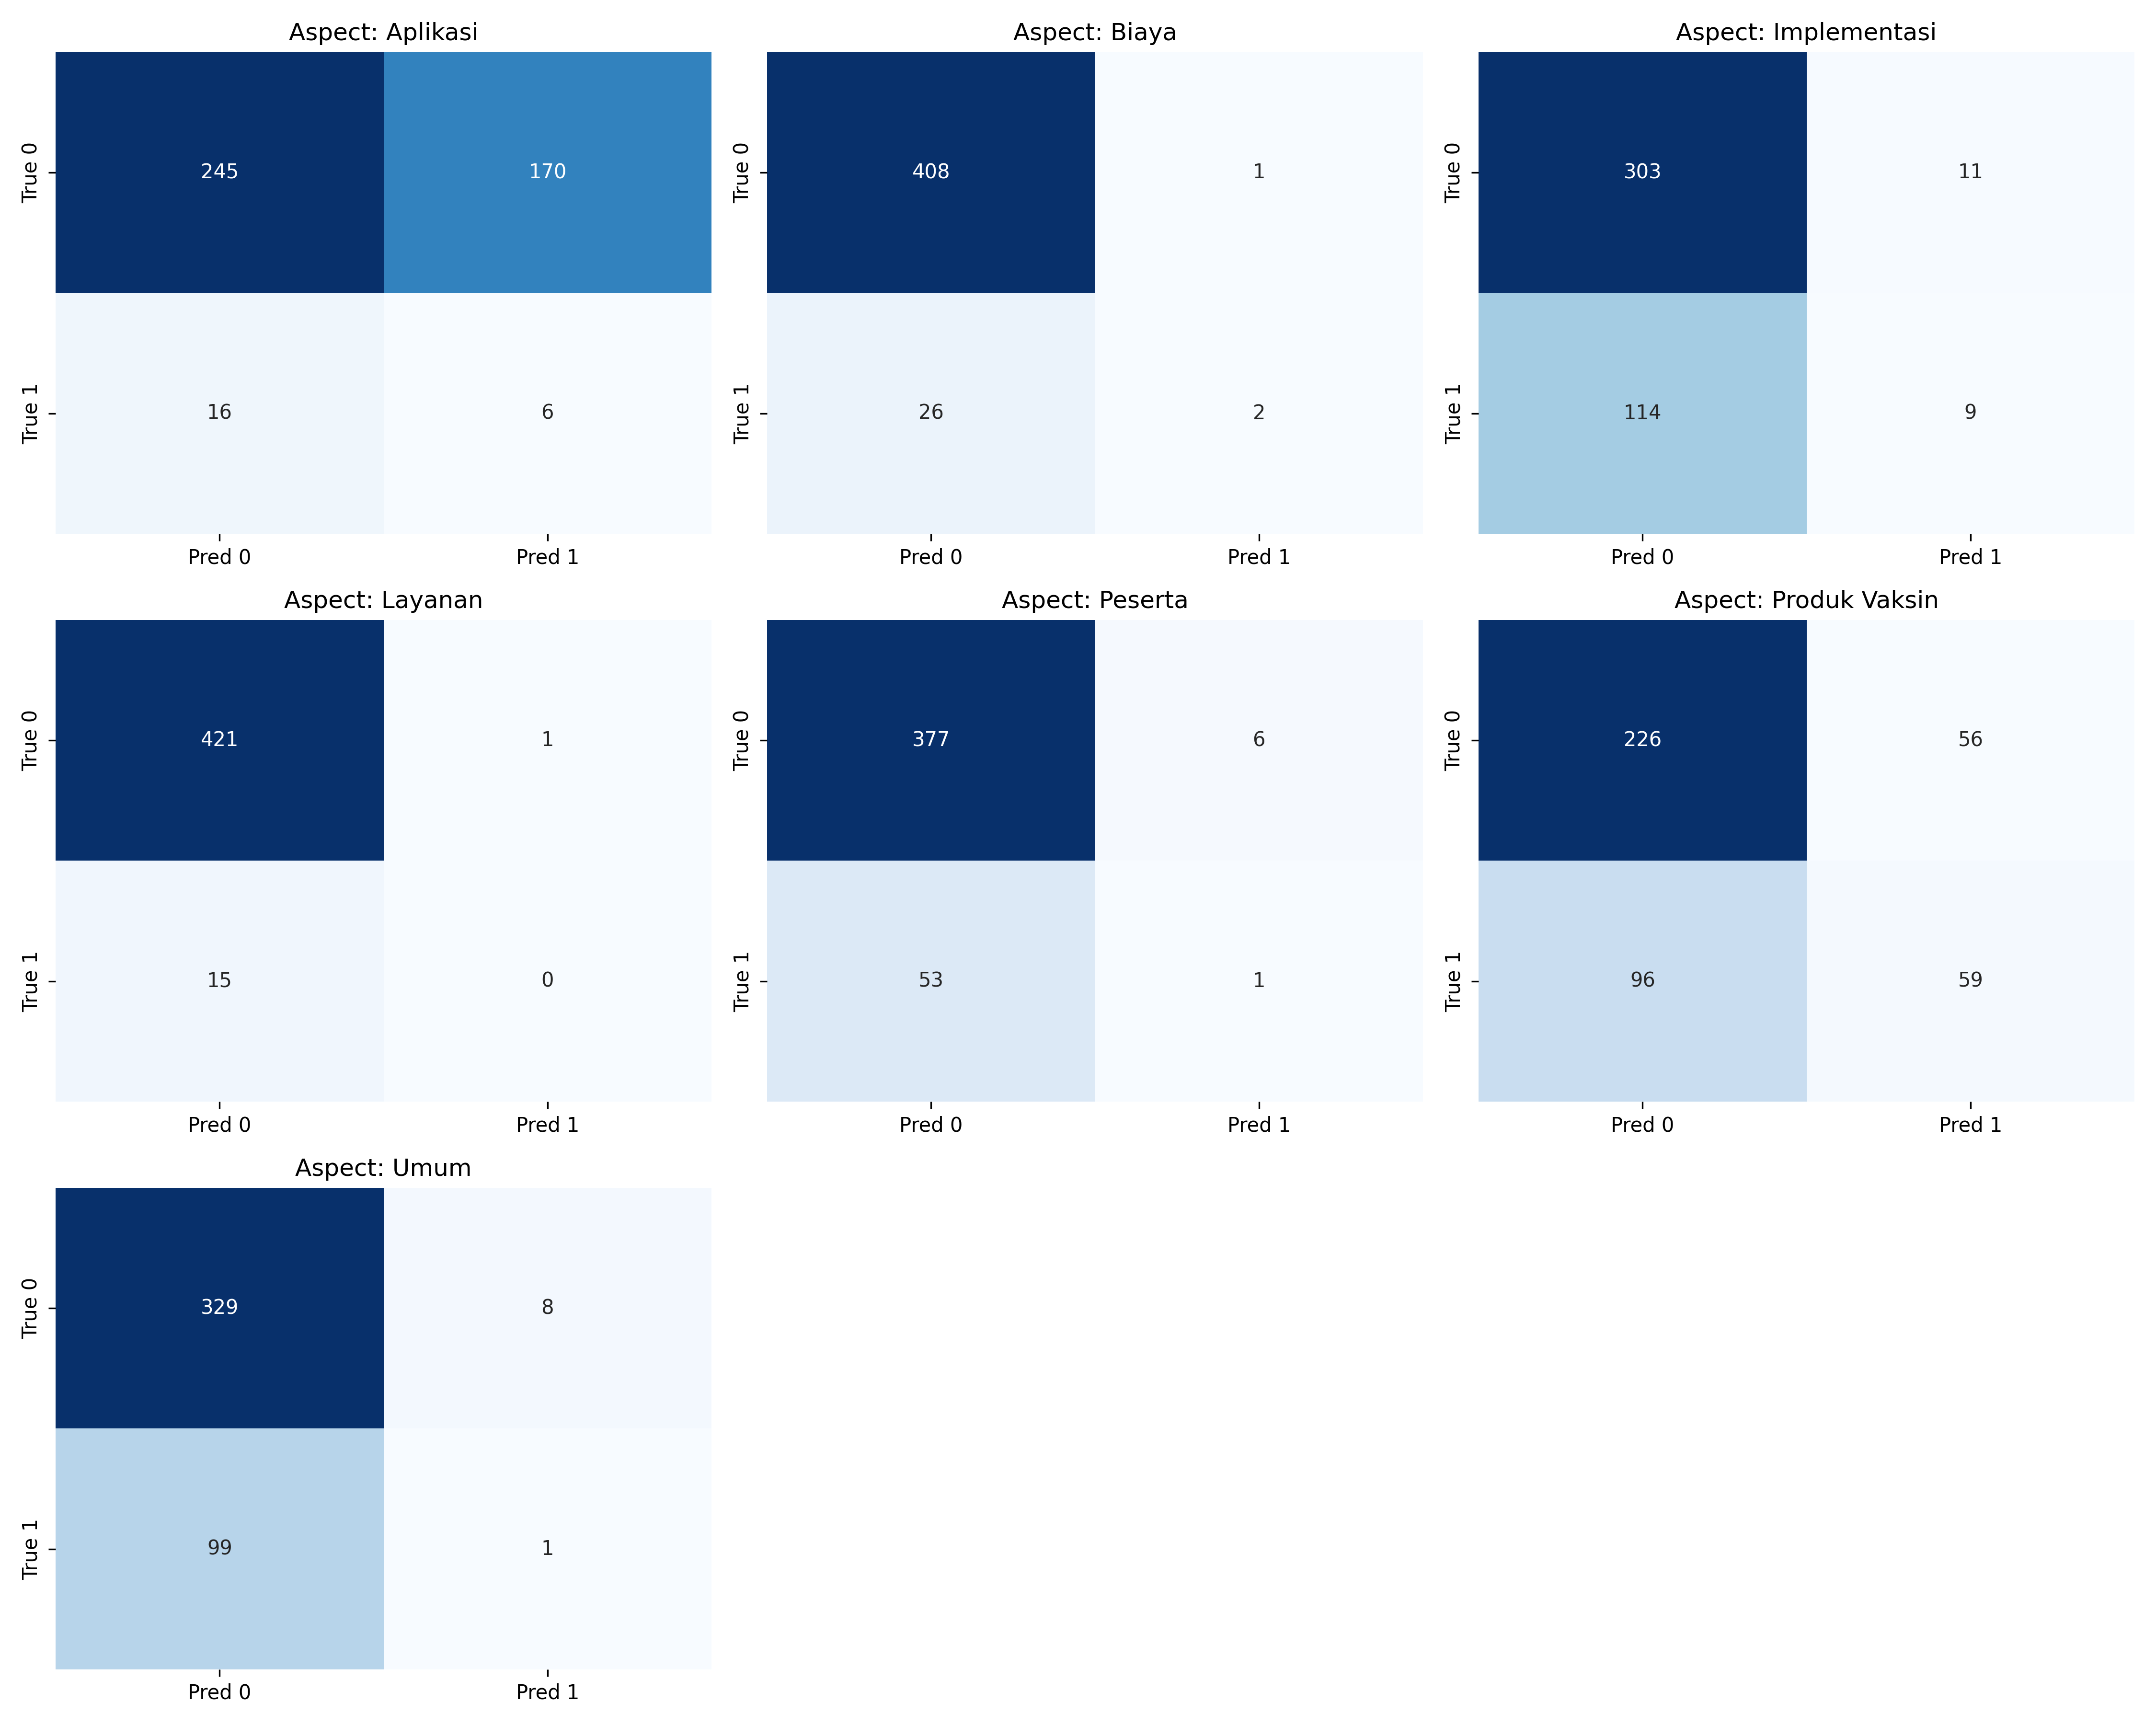 Aspect: Aplikasi
True 0
245
170
True 1
16
6
Pred 0
Pred 1
Aspect: Biaya
True 0
408
1
True 1
26
2
Pred 0
Pred 1
Aspect: Implementasi
True 0
303
11
True 1
114
9
Pred 0
Pred 1
Aspect: Layanan
True 0
421
1
True 1
15
0
Pred 0
Pred 1
Aspect: Peserta
True 0
377
6
True 1
53
1
Pred 0
Pred 1
Aspect: Produk Vaksin
True 0
226
56
True 1
96
59
Pred 0
Pred 1
Aspect: Umum
True 0
329
8
True 1
99
1
Pred 0
Pred 1